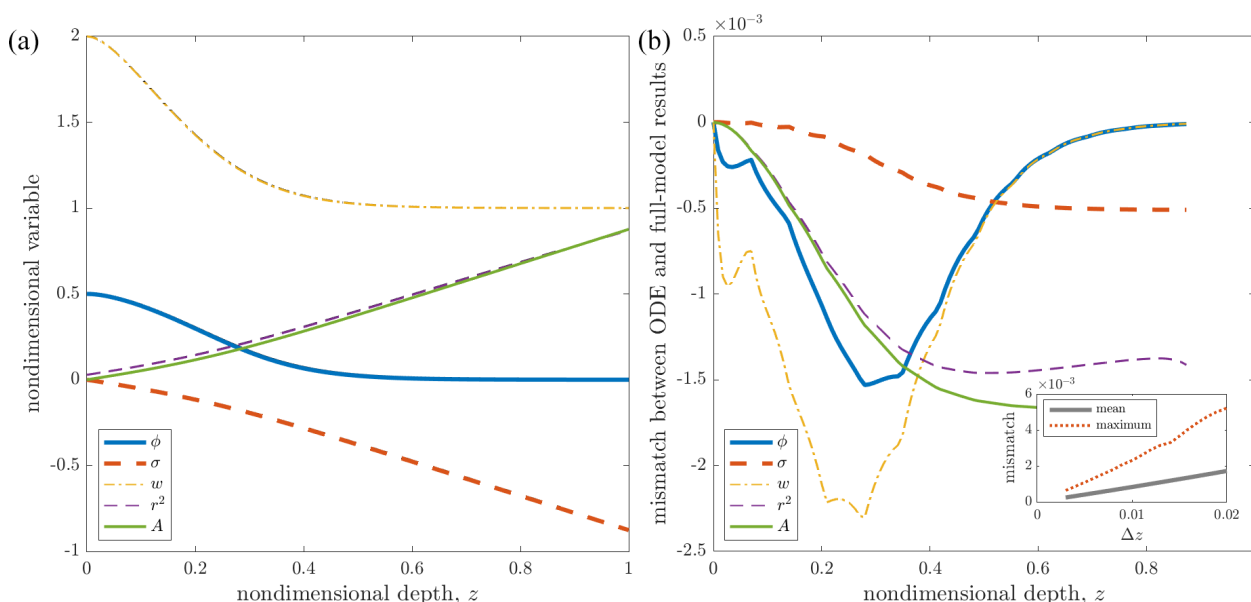 (a)
2
1.5
1
0.5
0
-0.5
-1
nondimensional variable
0
0.2
0.4
0.6
0.8
1
nondimensional depth, z
ϕ
σ
w
r²
A
(b)
×10⁻³
0.5
0
-0.5
-1
-1.5
-2
-2.5
mismatch between ODE and full-model results
0
0.2
0.4
0.6
0.8
nondimensional depth, z
ϕ
σ
w
r²
A
×10⁻³
6
4
2
0
mismatch
mean
maximum
0
0.01
0.02
Δz